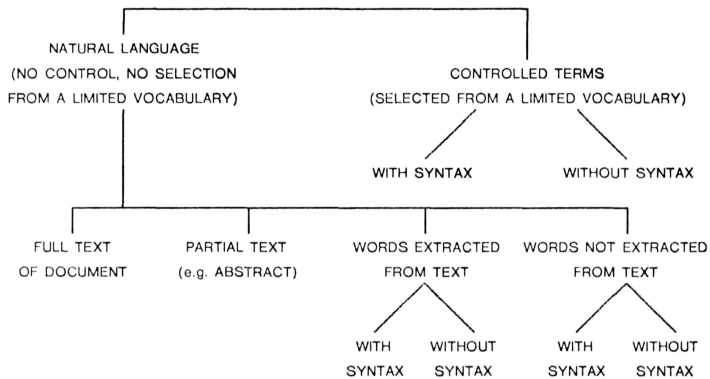 NATURAL LANGUAGE
(NO CONTROL, NO SELECTION
FROM A LIMITED VOCABULARY)
CONTROLLED TERMS
(SELECTED FROM A LIMITED VOCABULARY)
WITH SYNTAX
WITHOUT SYNTAX
FULL TEXT
OF DOCUMENT
PARTIAL TEXT
(e.g. ABSTRACT)
WORDS EXTRACTED
FROM TEXT
WITH
SYNTAX
WITHOUT
SYNTAX
WORDS NOT EXTRACTED
FROM TEXT
WITH
SYNTAX
WITHOUT
SYNTAX